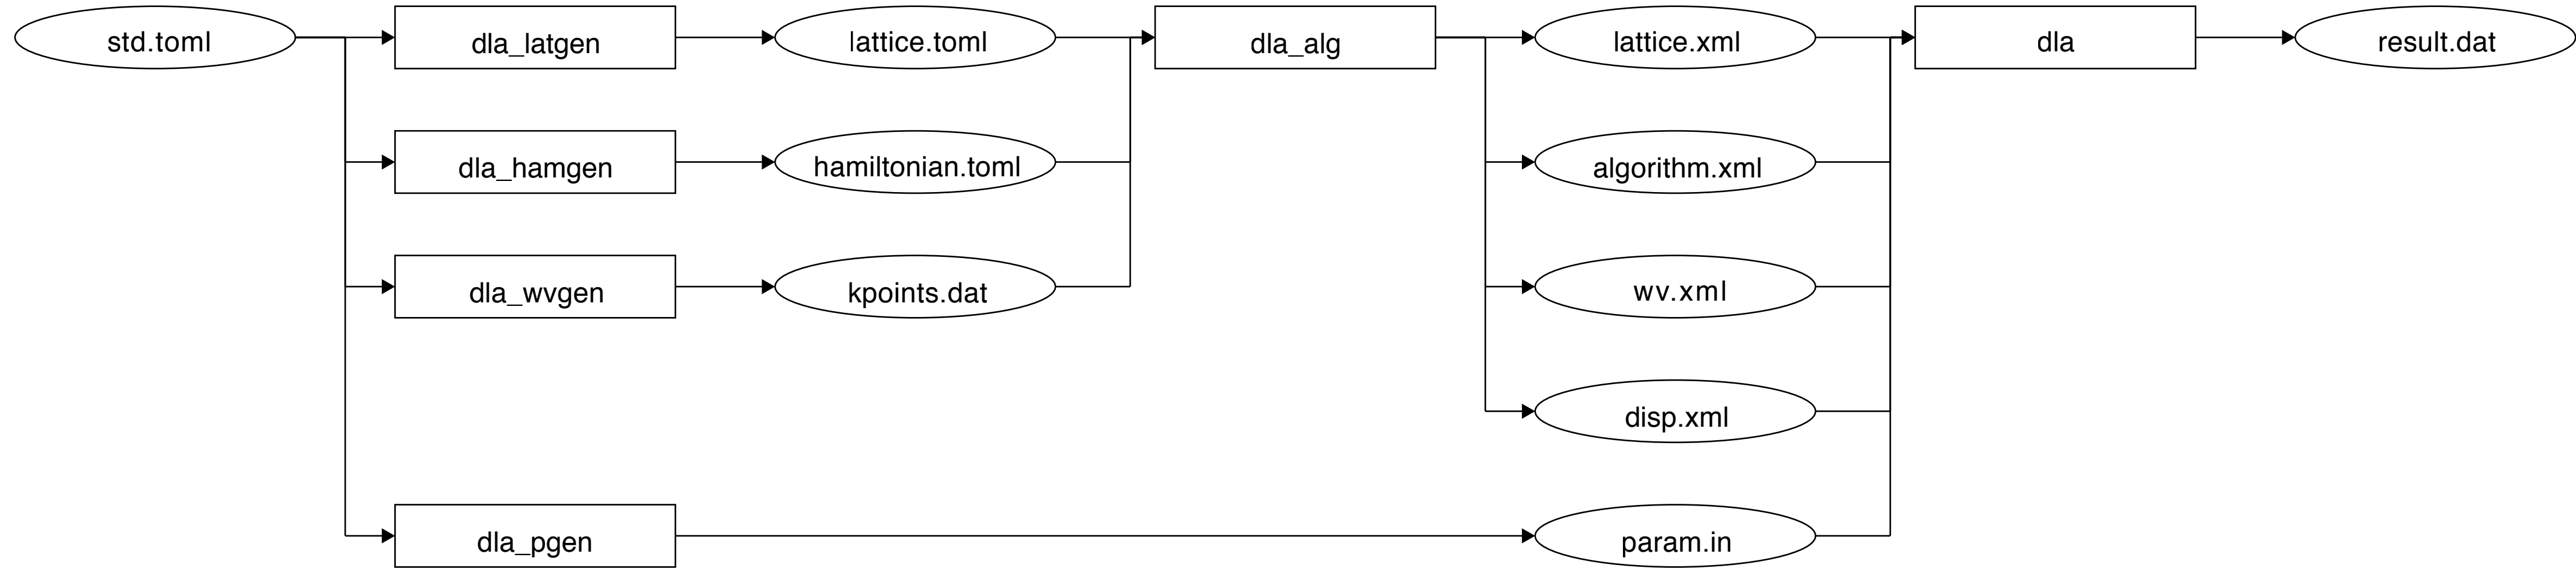 std.toml
dla_latgen
lattice.toml
dla_alg
lattice.xml
dla
result.dat
dla_hamgen
hamiltonian.toml
algorithm.xml
dla_wvgen
kpoints.dat
wv.xml
disp.xml
dla_pgen
param.in